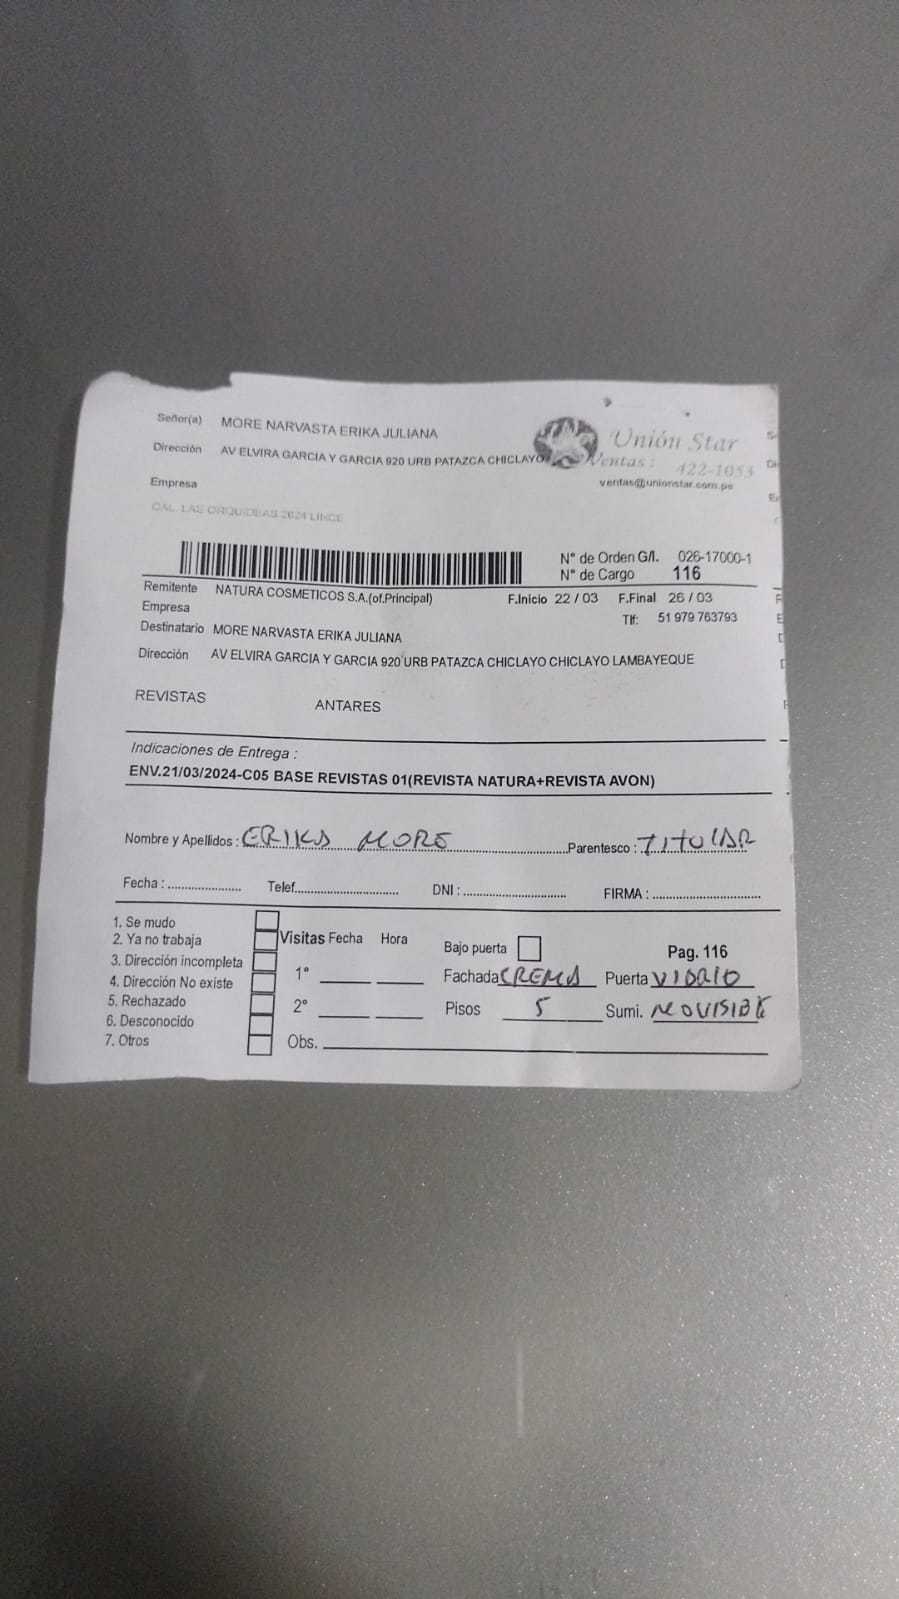 Señor(a) MORE NARVASTA ERIKA JULIANA
Unión Star
Dirección AV ELVIRA GARCIA Y GARCIA 920 URB PATAZCA CHICLAYO
Ventas: 422-1053
Empresa
ventas@unionstar.com.pe
CAL. LAS ORQUIDEAS 2024 LINCE
N° de Orden G/I. 026-17000-1
N° de Cargo 116
Remitente NATURA COSMETICOS S.A.(of.Principal) F.Inicio 22 / 03 F.Final 26 / 03
Empresa Tlf: 51 979 763793
Destinatario MORE NARVASTA ERIKA JULIANA
Dirección AV ELVIRA GARCIA Y GARCIA 920 URB PATAZCA CHICLAYO CHICLAYO LAMBAYEQUE
REVISTAS ANTARES
Indicaciones de Entrega :
ENV.21/03/2024-C05 BASE REVISTAS 01(REVISTA NATURA+REVISTA AVON)
Nombre y Apellidos : ERIKA MORE Parentesco : TITULAR
Fecha : Telef. DNI : FIRMA :
1. Se mudo
2. Ya no trabaja Visitas Fecha Hora Bajo puerta Pag. 116
3. Dirección incompleta 1° Fachada CREMA Puerta VIDRIO
4. Dirección No existe
5. Rechazado 2° Pisos 5 Sumi. NO VISIBLE
6. Desconocido
7. Otros Obs.